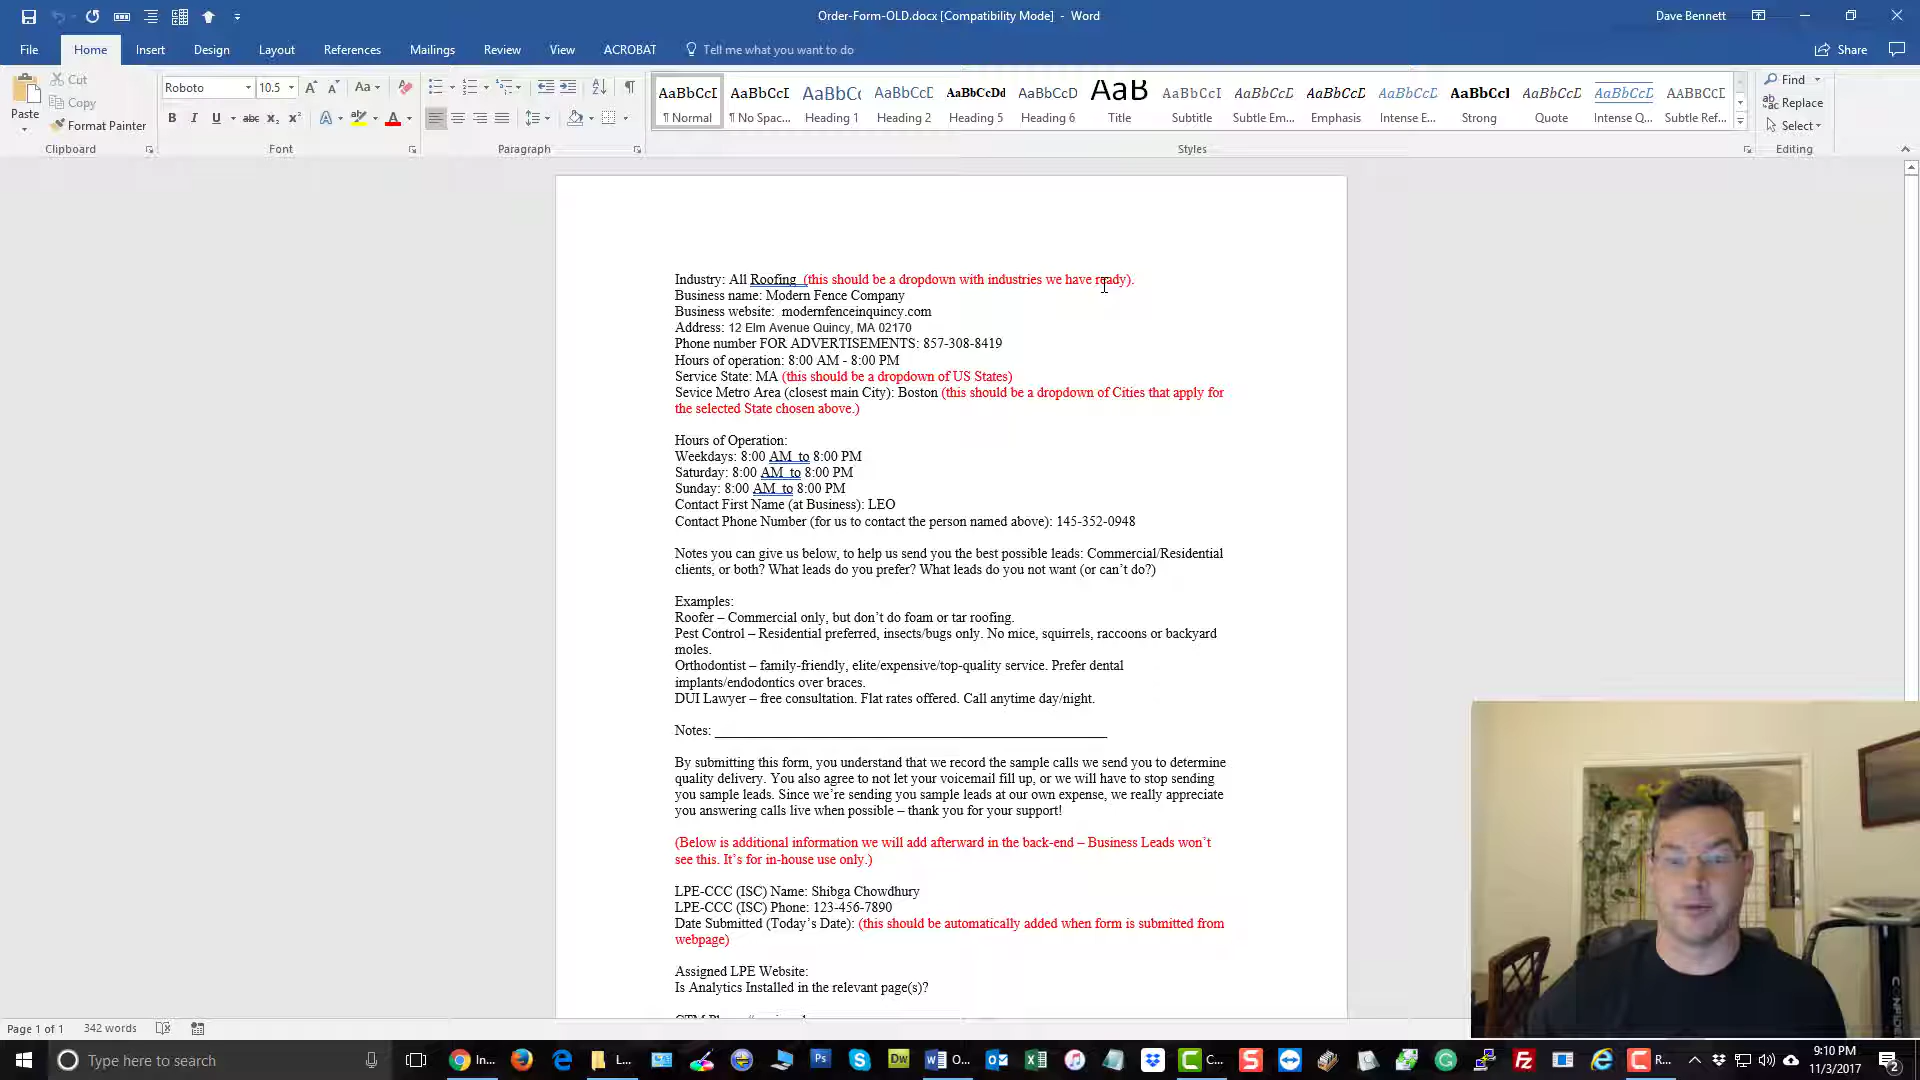 Order-Form-OLD.docx [Compatibility Mode] - Word
Dave Bennett
File Home Insert Design Layout References Mailings Review View ACROBAT Tell me what you want to do
Share
Paste
Cut
Copy
Format Painter
Clipboard
Roboto 10.5
Font
Paragraph
AaBbCcI AaBbCcI AaBbCc AaBbCcE AaBbCcDd AaBbCcD AaB AaBbCcI AaBbCcD AaBbCcD AaBbCcD AaBbCcI AaBbCcD AaBbCcD AABBCCE
¶ Normal ¶ No Spac... Heading 1 Heading 2 Heading 5 Heading 6 Title Subtitle Subtle Em... Emphasis Intense E... Strong Quote Intense Q... Subtle Ref...
Styles
Find
Replace
Select
Editing
Industry: All Roofing (this should be a dropdown with industries we have ready).
Business name: Modern Fence Company
Business website: modernfenceinquincy.com
Address: 12 Elm Avenue Quincy, MA 02170
Phone number FOR ADVERTISEMENTS: 857-308-8419
Hours of operation: 8:00 AM - 8:00 PM
Service State: MA (this should be a dropdown of US States)
Sevice Metro Area (closest main City): Boston (this should be a dropdown of Cities that apply for
the selected State chosen above.)
Hours of Operation:
Weekdays: 8:00 AM to 8:00 PM
Saturday: 8:00 AM to 8:00 PM
Sunday: 8:00 AM to 8:00 PM
Contact First Name (at Business): LEO
Contact Phone Number (for us to contact the person named above): 145-352-0948
Notes you can give us below, to help us send you the best possible leads: Commercial/Residential
clients, or both? What leads do you prefer? What leads do you not want (or can’t do?)
Examples:
Roofer – Commercial only, but don’t do foam or tar roofing.
Pest Control – Residential preferred, insects/bugs only. No mice, squirrels, raccoons or backyard
moles.
Orthodontist – family-friendly, elite/expensive/top-quality service. Prefer dental
implants/endodontics over braces.
DUI Lawyer – free consultation. Flat rates offered. Call anytime day/night.
Notes:
By submitting this form, you understand that we record the sample calls we send you to determine
quality delivery. You also agree to not let your voicemail fill up, or we will have to stop sending
you sample leads. Since we’re sending you sample leads at our own expense, we really appreciate
you answering calls live when possible – thank you for your support!
(Below is additional information we will add afterward in the back-end – Business Leads won’t
see this. It’s for in-house use only.)
LPE-CCC (ISC) Name: Shibga Chowdhury
LPE-CCC (ISC) Phone: 123-456-7890
Date Submitted (Today’s Date): (this should be automatically added when form is submitted from
webpage)
Assigned LPE Website:
Is Analytics Installed in the relevant page(s)?
Page 1 of 1 342 words
Type here to search
In... L... O... C... R...
9:10 PM
11/3/2017